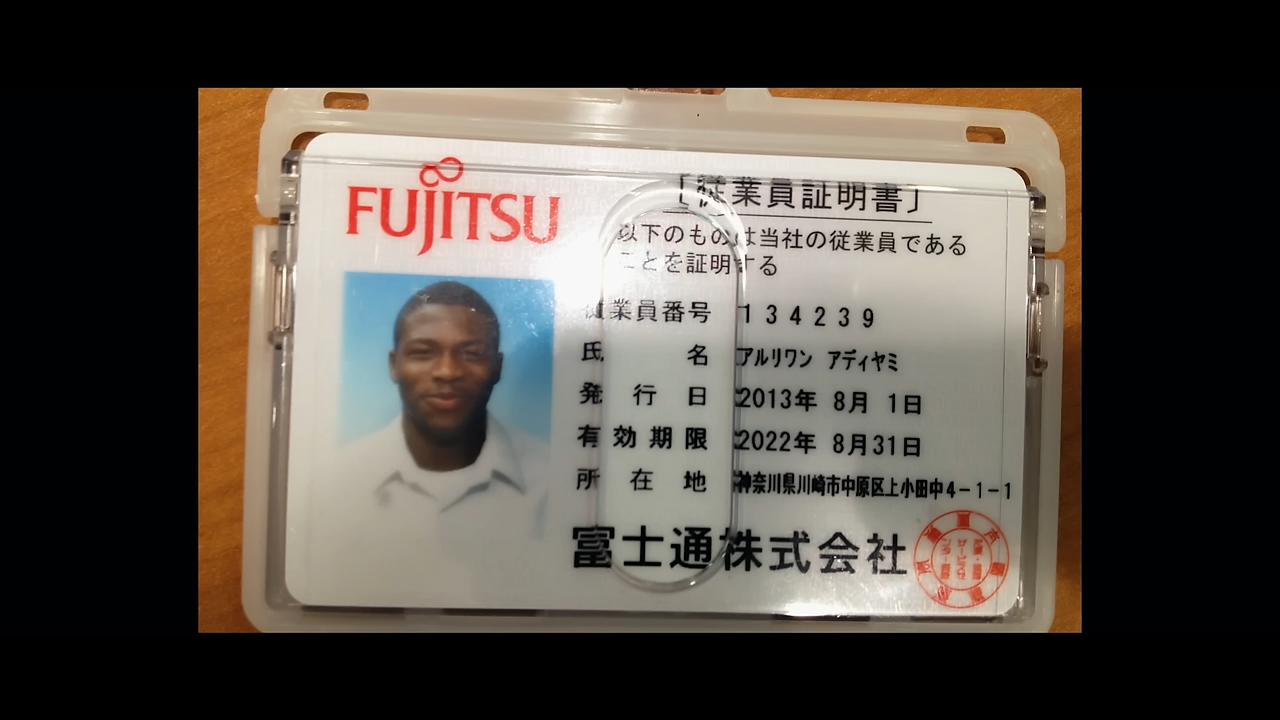 FUJITSU
［従業員証明書］
以下のものは当社の従業員である
ことを証明する
従業員番号 134239
氏名 アルリワン アディヤミ
発行日 2013年 8月 1日
有効期限 2022年 8月31日
所在地 神奈川県川崎市中原区上小田中4-1-1
富士通株式会社